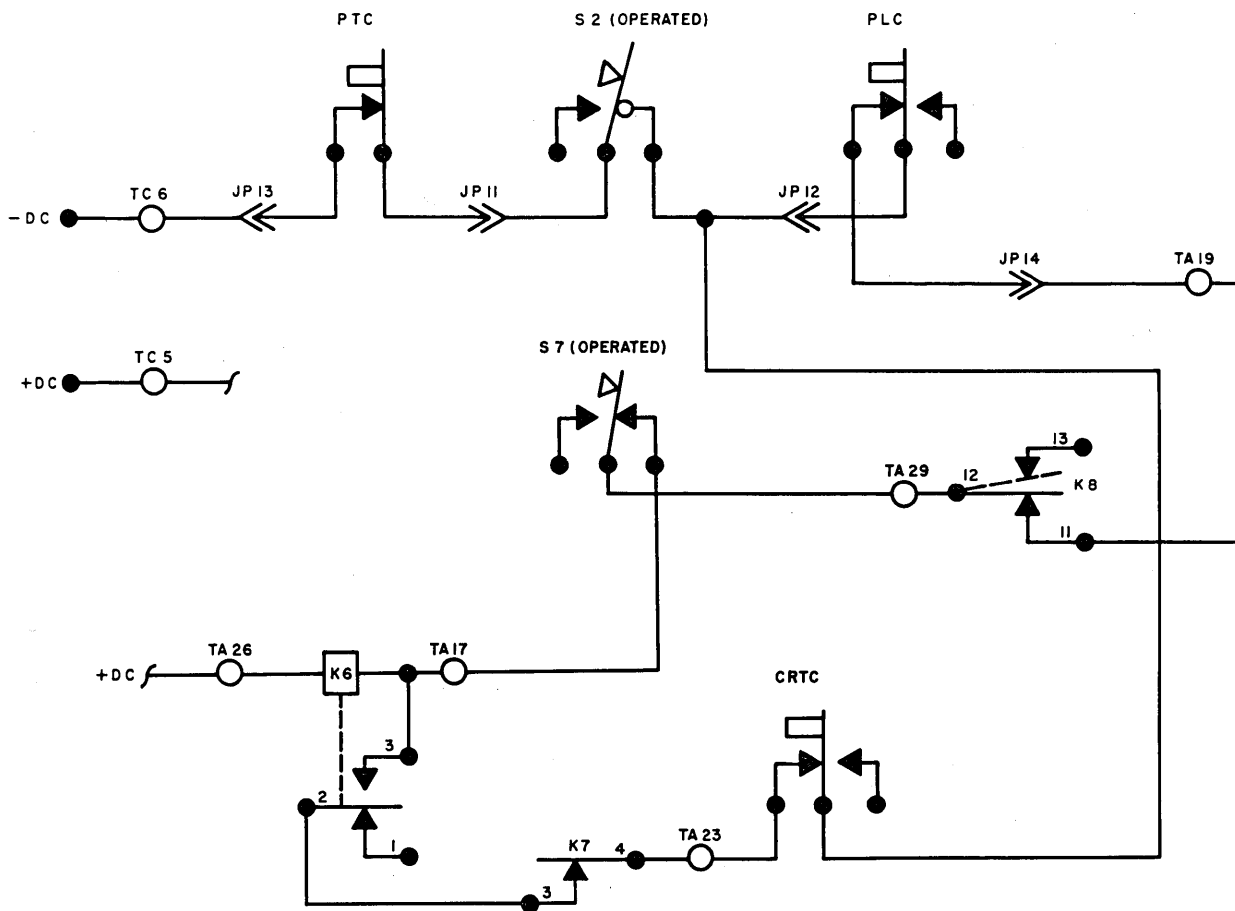 PTC
S 2 (OPERATED)
PLC
TC 6
JP 13
JP 11
JP 12
-DC
JP 14
TA 19
TC 5
+DC
S 7 (OPERATED)
13
TA 29
12
K 8
11
TA 26
TA 17
+DC
K 6
CRTC
3
2
1
K 7
4
TA 23
3